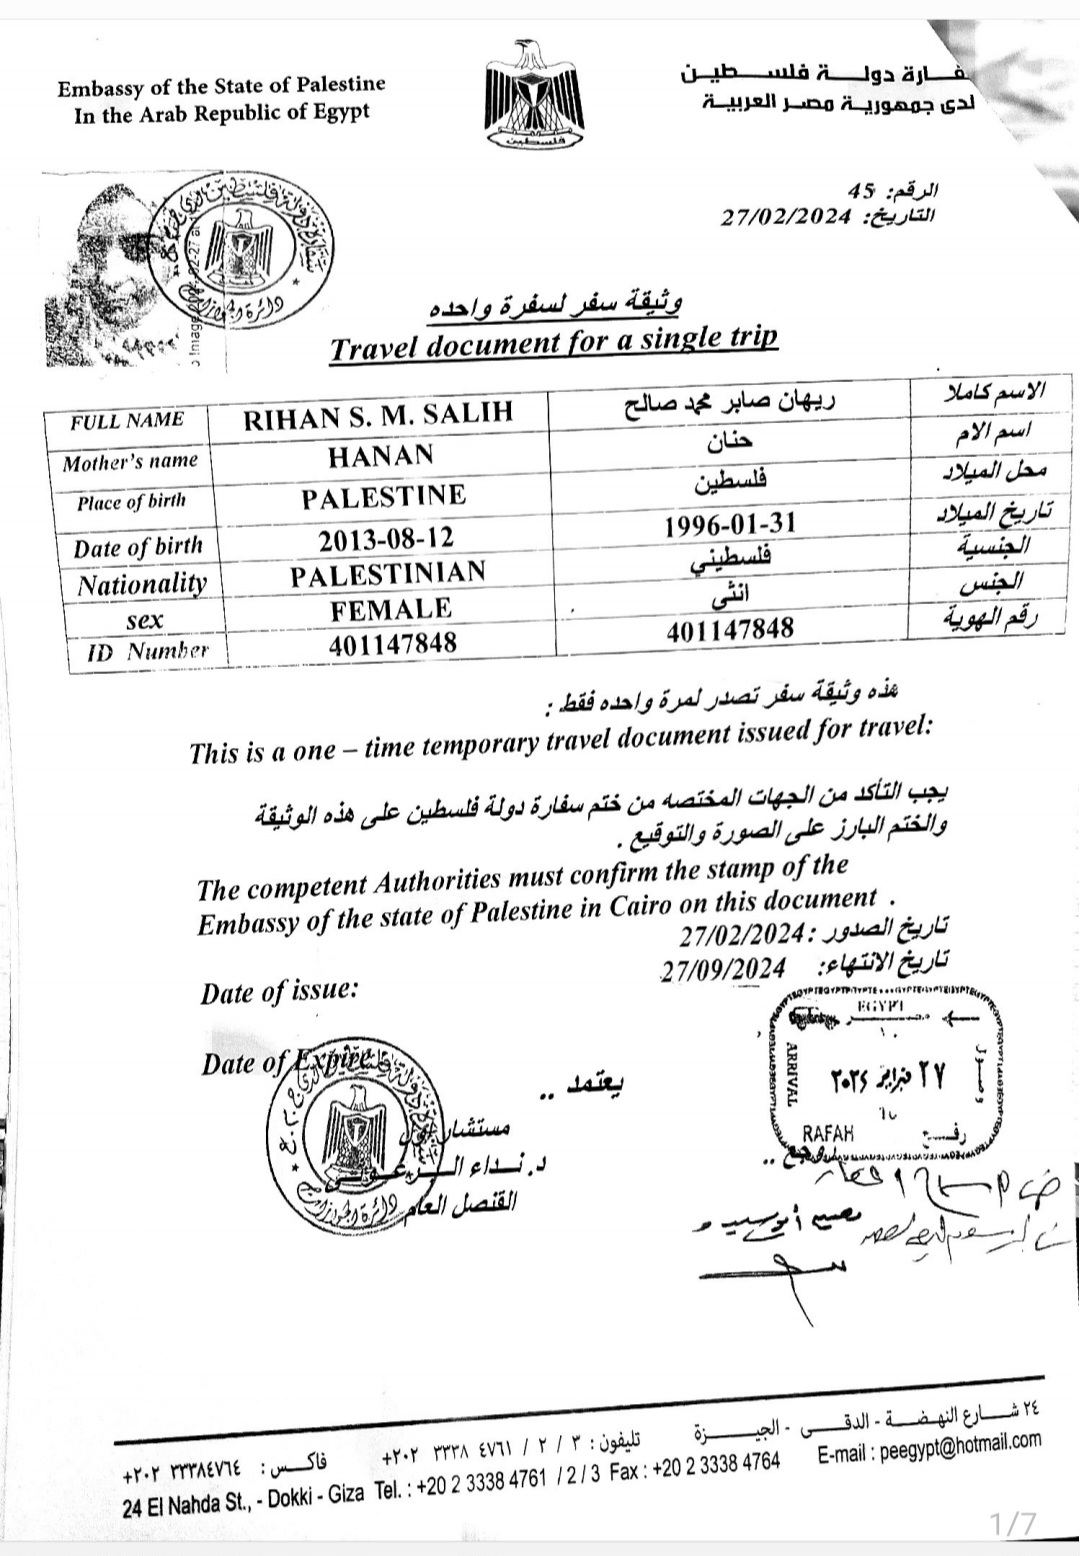 Embassy of the State of Palestine
In the Arab Republic of Egypt
فارة دولة فلسطين
لدى جمهورية مصر العربية
فلسطين
الرقم: 45
التاريخ: 27/02/2024
دائرة الجوازات
وثيقة سفر لسفرة واحده
Travel document for a single trip
FULL NAME RIHAN S. M. SALIH ريهان صابر محمد صالح الاسم كاملا
Mother's name HANAN حنان اسم الام
Place of birth PALESTINE فلسطين محل الميلاد
Date of birth 2013-08-12 1996-01-31 تاريخ الميلاد
Nationality PALESTINIAN فلسطيني الجنسية
sex FEMALE انثى الجنس
ID Number 401147848 401147848 رقم الهوية
هذه وثيقة سفر تصدر لمرة واحده فقط :
This is a one – time temporary travel document issued for travel:
يجب التأكد من الجهات المختصه من ختم سفارة دولة فلسطين على هذه الوثيقة
والختم البارز على الصورة والتوقيع .
The competent Authorities must confirm the stamp of the
Embassy of the state of Palestine in Cairo on this document .
تاريخ الصدور :27/02/2024
تاريخ الانتهاء: 27/09/2024
Date of issue:
Date of Expire
EGYPT
ARRIVAL
وصول
٢٧ فبراير ٢٠٢٤
RAFAH رفح
يعتمد ..
مستشار اول
د. نداء البرغوثي
القنصل العام
دائرة الجوازات
٢٤ شارع النهضة - الدقى - الجيزة تليفون : ٣ / ٢ / ٤٧٦١ ٣٣٣٨ ٢٠٢+ فاكس : ٣٣٣٨٤٧٦٤ ٢٠٢+
24 El Nahda St., - Dokki - Giza Tel. : +20 2 3338 4761 / 2 / 3 Fax : +20 2 3338 4764 E-mail : peegypt@hotmail.com
1/7